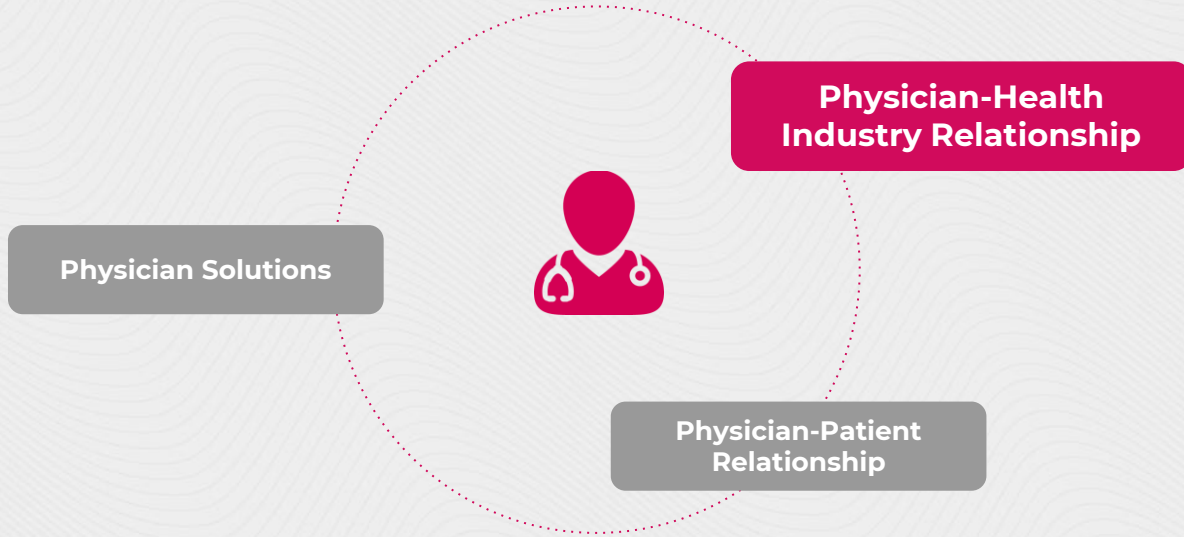 Physician-Health
Industry Relationship
Physician Solutions
Physician-Patient
Relationship